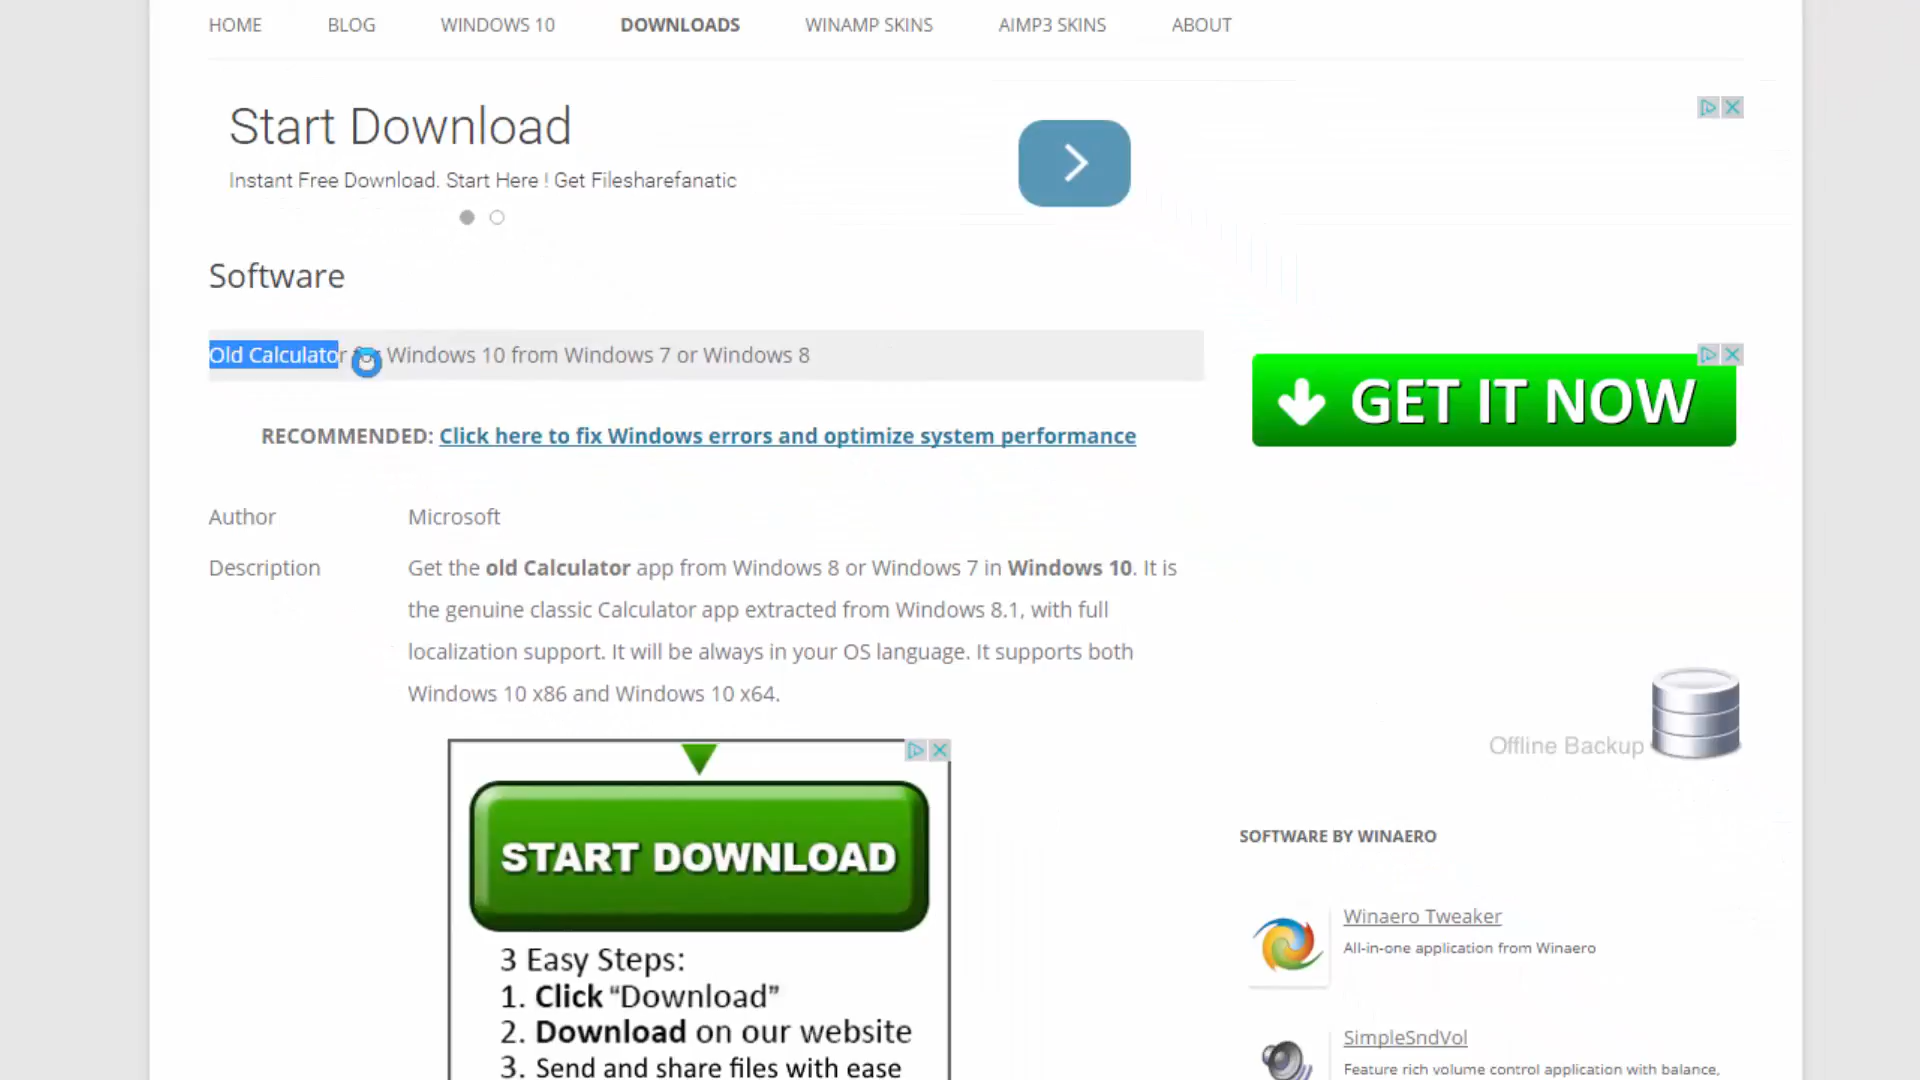 HOME BLOG WINDOWS 10 DOWNLOADS WINAMP SKINS AIMP3 SKINS ABOUT
Start Download
Instant Free Download. Start Here ! Get Filesharefanatic
Software
Old Calculator for Windows 10 from Windows 7 or Windows 8
GET IT NOW
RECOMMENDED: Click here to fix Windows errors and optimize system performance
Author Microsoft
Description Get the old Calculator app from Windows 8 or Windows 7 in Windows 10. It is
the genuine classic Calculator app extracted from Windows 8.1, with full
localization support. It will be always in your OS language. It supports both
Windows 10 x86 and Windows 10 x64.
Offline Backup
START DOWNLOAD
3 Easy Steps:
1. Click “Download”
2. Download on our website
3. Send and share files with ease
SOFTWARE BY WINAERO
Winaero Tweaker
All-in-one application from Winaero
SimpleSndVol
Feature rich volume control application with balance,